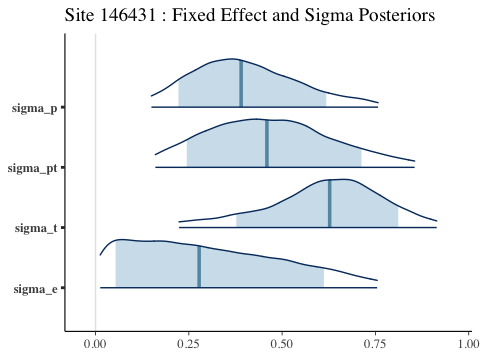 Site 146431 : Fixed Effect and Sigma Posteriors
sigma_p
sigma_pt
sigma_t
sigma_e
0.00 0.25 0.50 0.75 1.00